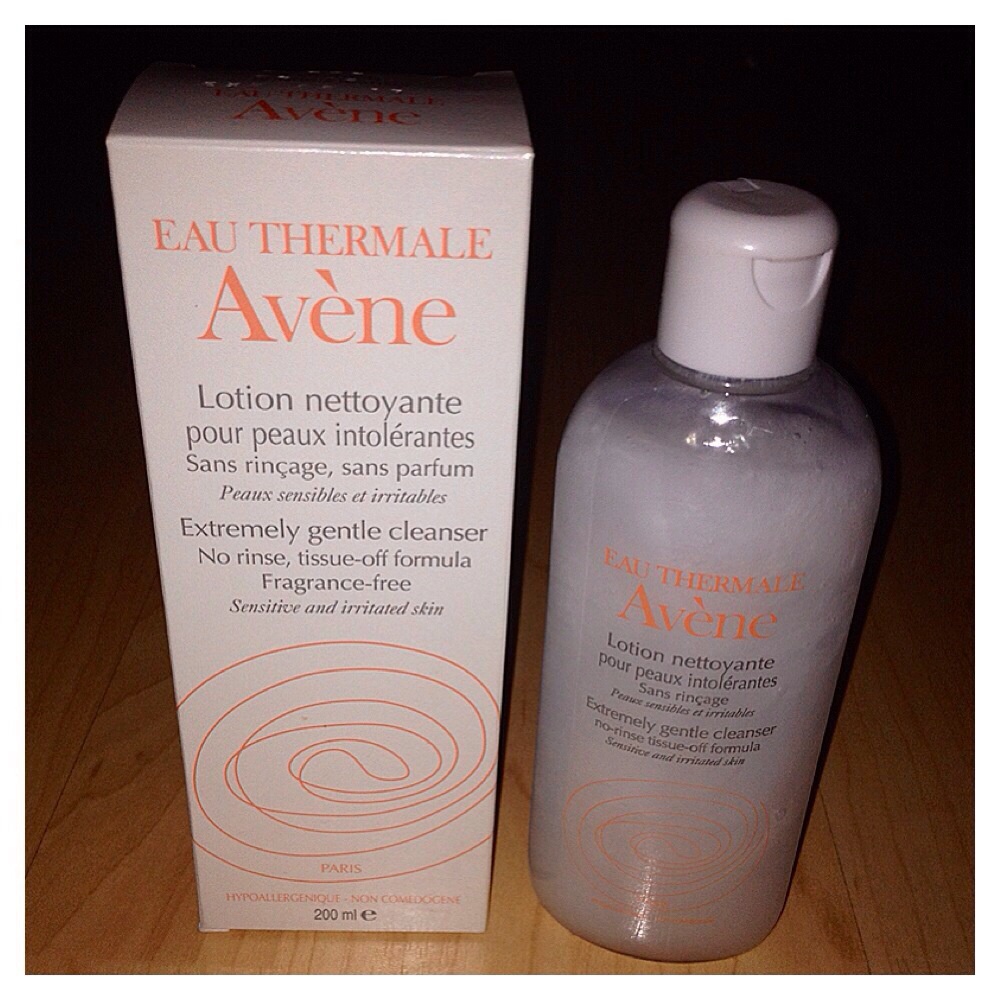 EAU THERMALE
Avène
EAU THERMALE
Avène
Lotion nettoyante
pour peaux intolérantes
Sans rinçage, sans parfum
Peaux sensibles et irritables
Extremely gentle cleanser
No rinse, tissue-off formula
Fragrance-free
Sensitive and irritated skin
PARIS
HYPOALLERGENIQUE - NON COMEDOGENE
200 ml e
EAU THERMALE
Avène
Lotion nettoyante
pour peaux intolérantes
Sans rinçage
Peaux sensibles et irritables
Extremely gentle cleanser
no-rinse tissue-off formula
Sensitive and irritated skin